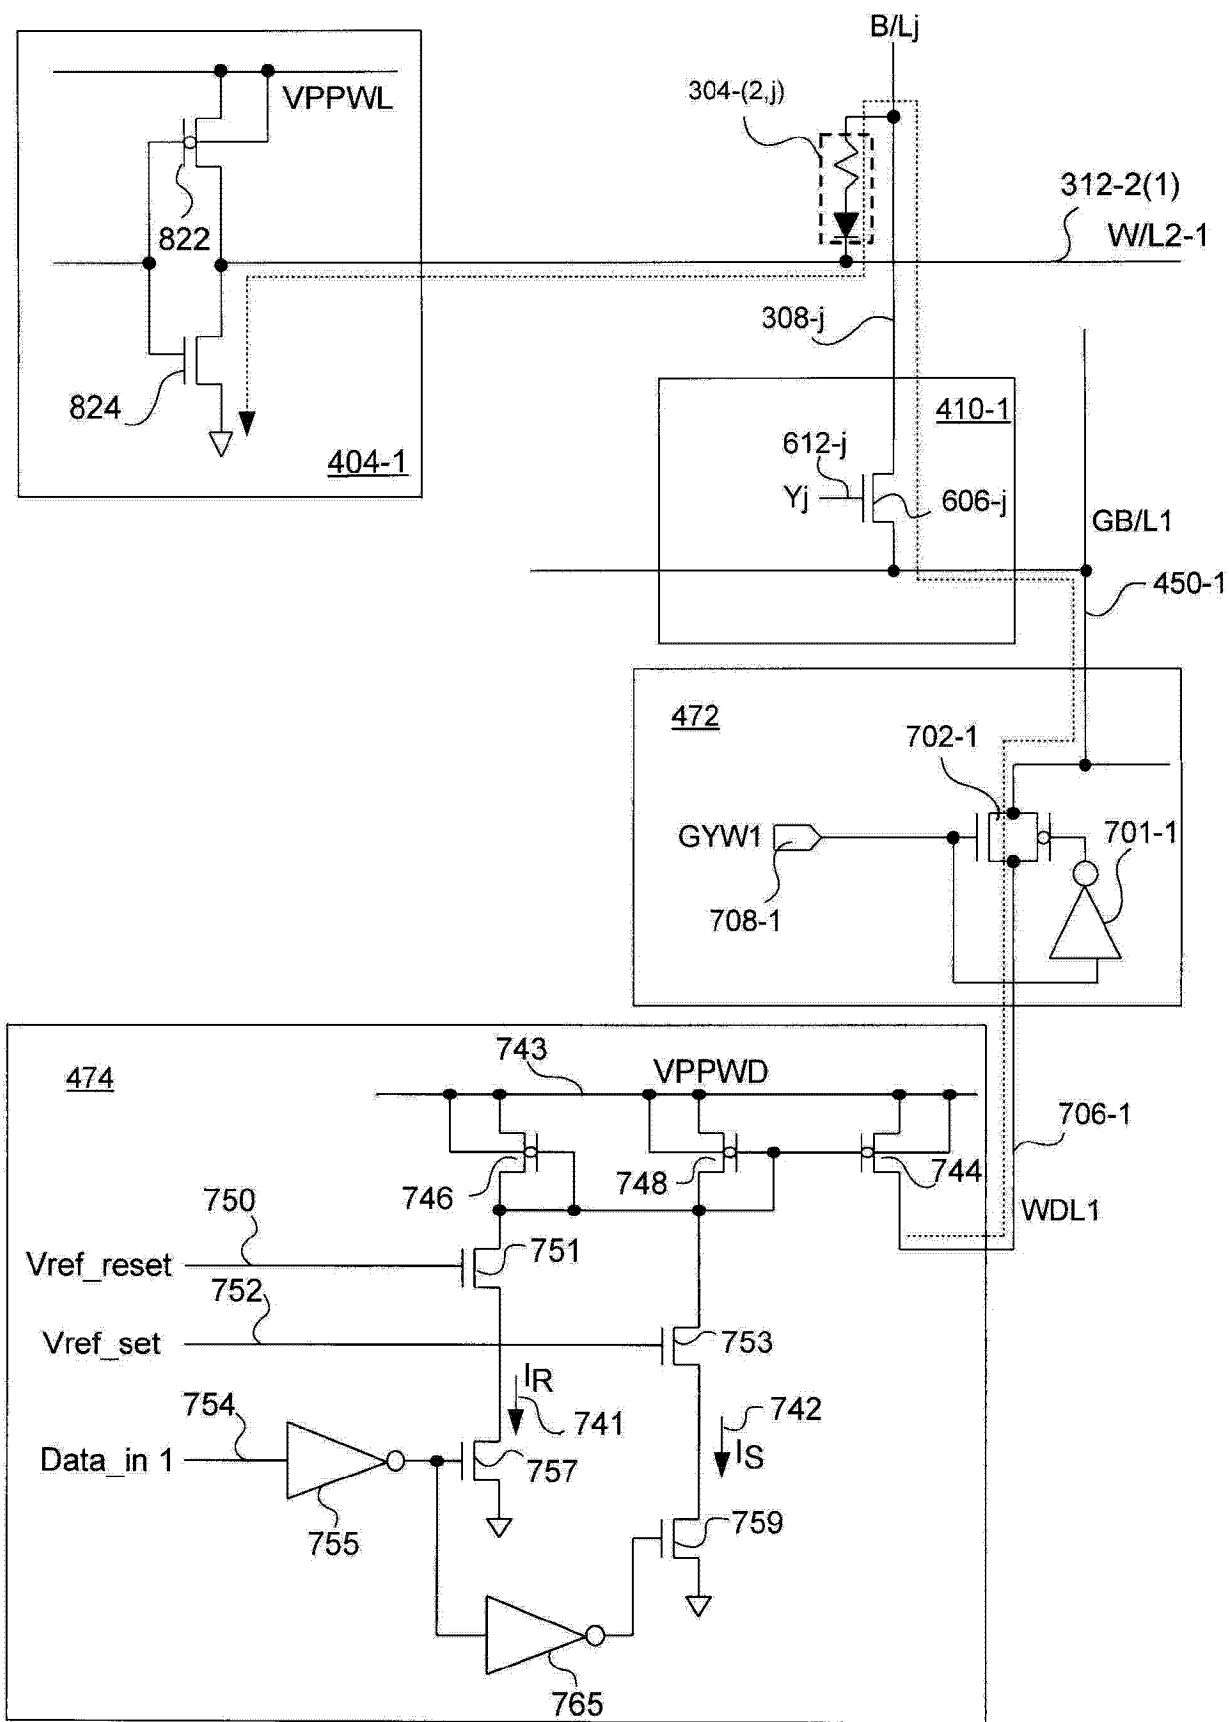 B/Lj
304-(2,j)
VPPWL
312-2(1)
W/L2-1
822
308-j
824
404-1
410-1
612-j
Yj
606-j
GB/L1
450-1
472
702-1
GYW1
701-1
708-1
474
743
VPPWD
706-1
746
748
744
750
WDL1
751
Vref_reset
752
Vref_set
753
IR
754
741
742
Data_in 1
757
IS
755
759
765